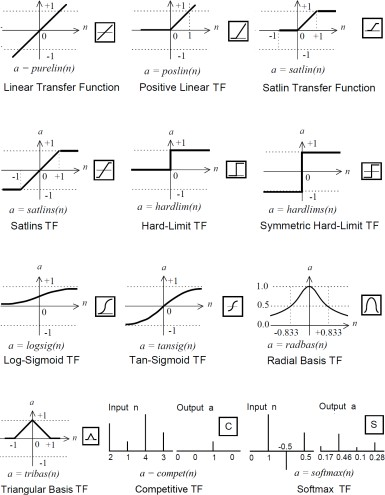 +1 n 0 -1
a = purelin(n)
Linear Transfer Function
+1 n 0 1 -1
a = poslin(n)
Positive Linear TF
+1 n -1 0 +1 -1
a = satlin(n)
Satlin Transfer Function
a +1 n -1 0 +1 -1
a = satlins(n)
Satlins TF
a +1 n 0 -1
a = hardlim(n)
Hard-Limit TF
a +1 n 0 -1
a = hardlims(n)
Symmetric Hard-Limit TF
a +1 n 0 -1
a = logsig(n)
Log-Sigmoid TF
a +1 n 0 -1
a = tansig(n)
Tan-Sigmoid TF
a 1.0 0.5 0.0 n -0.833 +0.833
a = radbas(n)
Radial Basis TF
a +1 n -1 0 +1 -1
a = tribas(n)
Triangular Basis TF
Input n Output a C
2 1 4 3 0 0 1 0
a = compet(n)
Competitive TF
Input n Output a S
-0.5
0 1 0.5 0.17 0.46 0.1 0.28
a = softmax(n)
Softmax TF